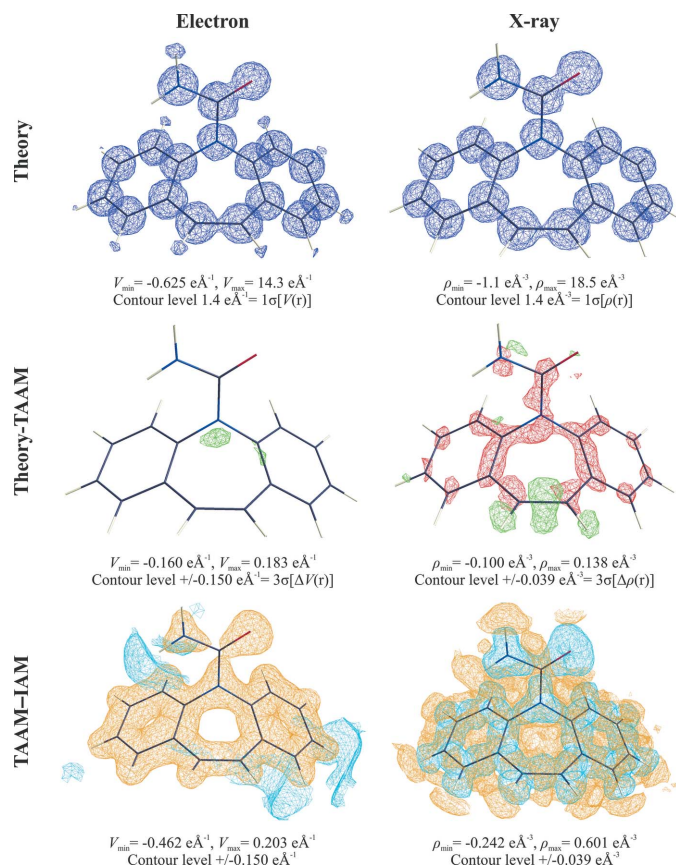 Electron X-ray
Theory
V_min= -0.625 eÅ⁻¹, V_max= 14.3 eÅ⁻¹
Contour level 1.4 eÅ⁻¹= 1σ[V(r)]
ρ_min= -1.1 eÅ⁻³, ρ_max= 18.5 eÅ⁻³
Contour level 1.4 eÅ⁻³= 1σ[ρ(r)]
Theory-TAAM
V_min= -0.160 eÅ⁻¹, V_max= 0.183 eÅ⁻¹
Contour level +/-0.150 eÅ⁻¹= 3σ[ΔV(r)]
ρ_min= -0.100 eÅ⁻³, ρ_max= 0.138 eÅ⁻³
Contour level +/-0.039 eÅ⁻³= 3σ[Δρ(r)]
TAAM–IAM
V_min= -0.462 eÅ⁻¹, V_max= 0.203 eÅ⁻¹
Contour level +/-0.150 eÅ⁻¹
ρ_min= -0.242 eÅ⁻³, ρ_max= 0.601 eÅ⁻³
Contour level +/-0.039 eÅ⁻³